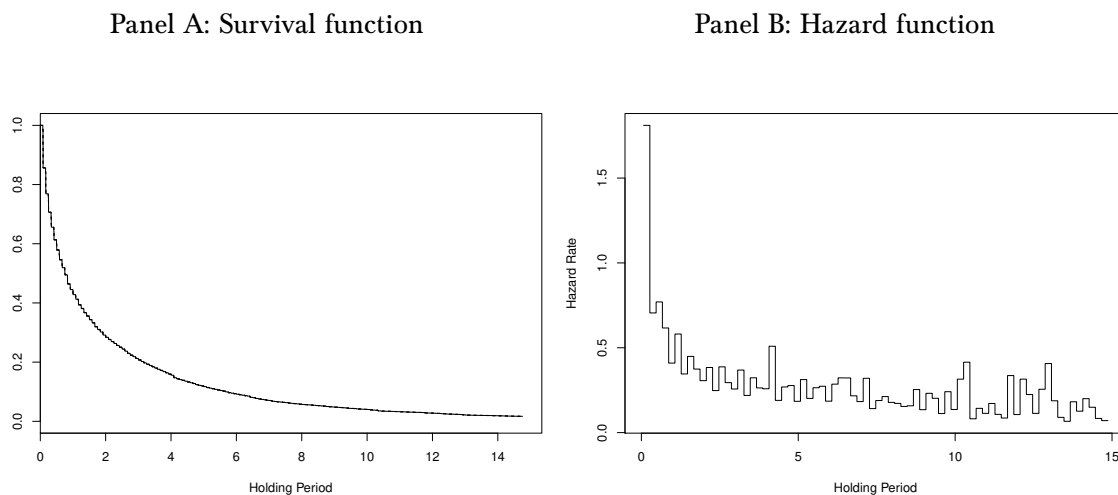 Panel A: Survival function
Panel B: Hazard function
1.0
0.8
0.6
0.4
0.2
0.0
0 2 4 6 8 10 12 14
Holding Period
Hazard Rate
1.5
1.0
0.5
0.0
0 5 10 15
Holding Period